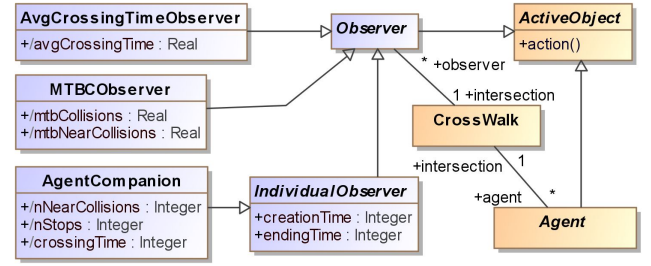 AvgCrossingTimeObserver
+/avgCrossingTime : Real
Observer
ActiveObject
+action()
MTBCObserver
+/mtbCollisions : Real
+/mtbNearCollisions : Real
* +observer
1 +intersection
CrossWalk
+intersection 1
+agent *
Agent
AgentCompanion
+/nNearCollisions : Integer
+/nStops : Integer
+/crossingTime : Integer
IndividualObserver
+creationTime : Integer
+endingTime : Integer